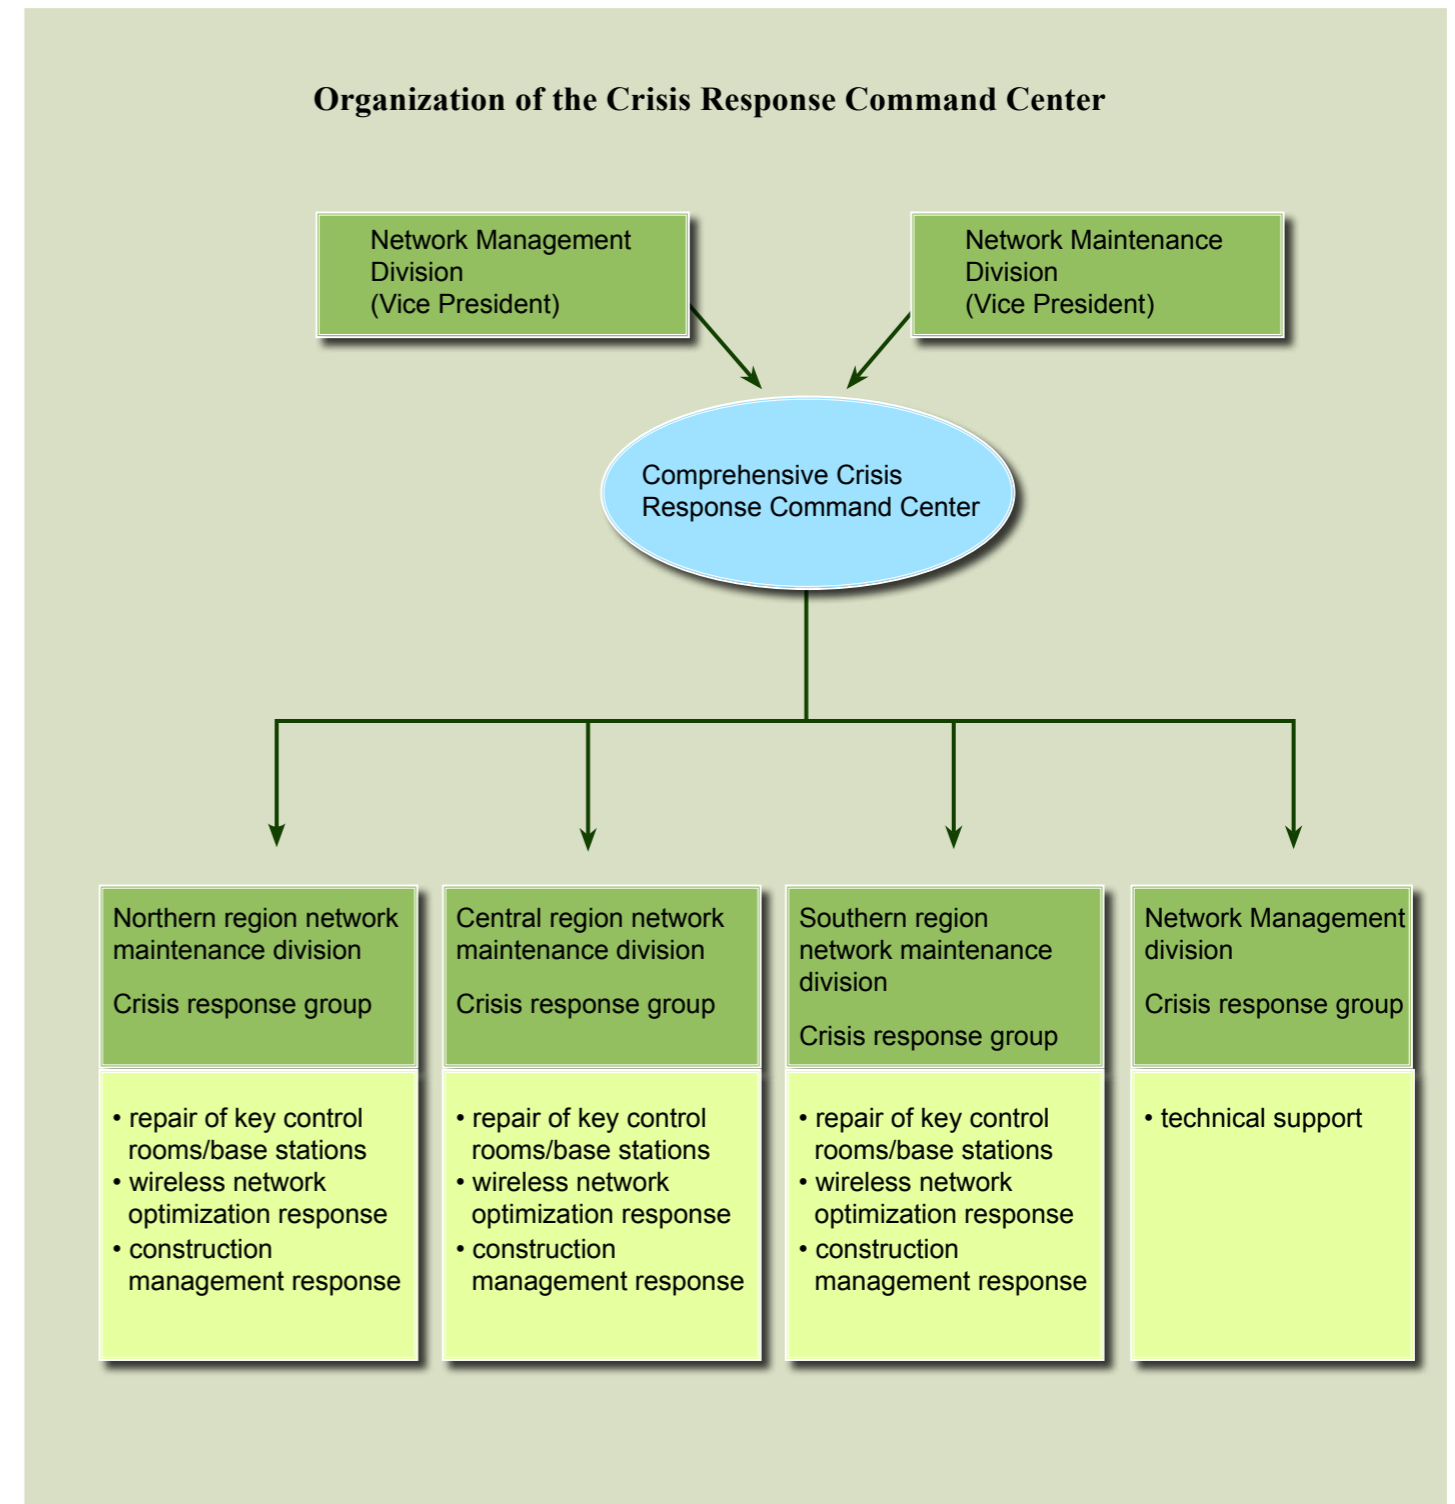 Organization of the Crisis Response Command Center
Network Management
Division
(Vice President)
Network Maintenance
Division
(Vice President)
Comprehensive Crisis
Response Command Center
Northern region network
maintenance division
Crisis response group
• repair of key control
rooms/base stations
• wireless network
optimization response
• construction
management response
Central region network
maintenance division
Crisis response group
• repair of key control
rooms/base stations
• wireless network
optimization response
• construction
management response
Southern region
network maintenance
division
Crisis response group
• repair of key control
rooms/base stations
• wireless network
optimization response
• construction
management response
Network Management
division
Crisis response group
• technical support